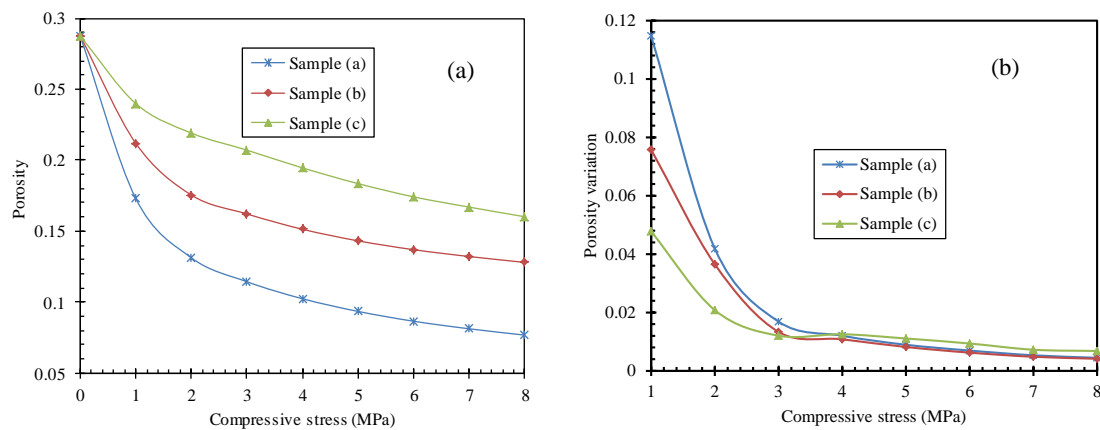 0.3
0.25
0.2
0.15
0.1
0.05
Porosity
0 1 2 3 4 5 6 7 8
Compressive stress (MPa)
Sample (a)
Sample (b)
Sample (c)
(a)
0.12
0.1
0.08
0.06
0.04
0.02
0
Porosity variation
1 2 3 4 5 6 7 8
Compressive stress (MPa)
Sample (a)
Sample (b)
Sample (c)
(b)